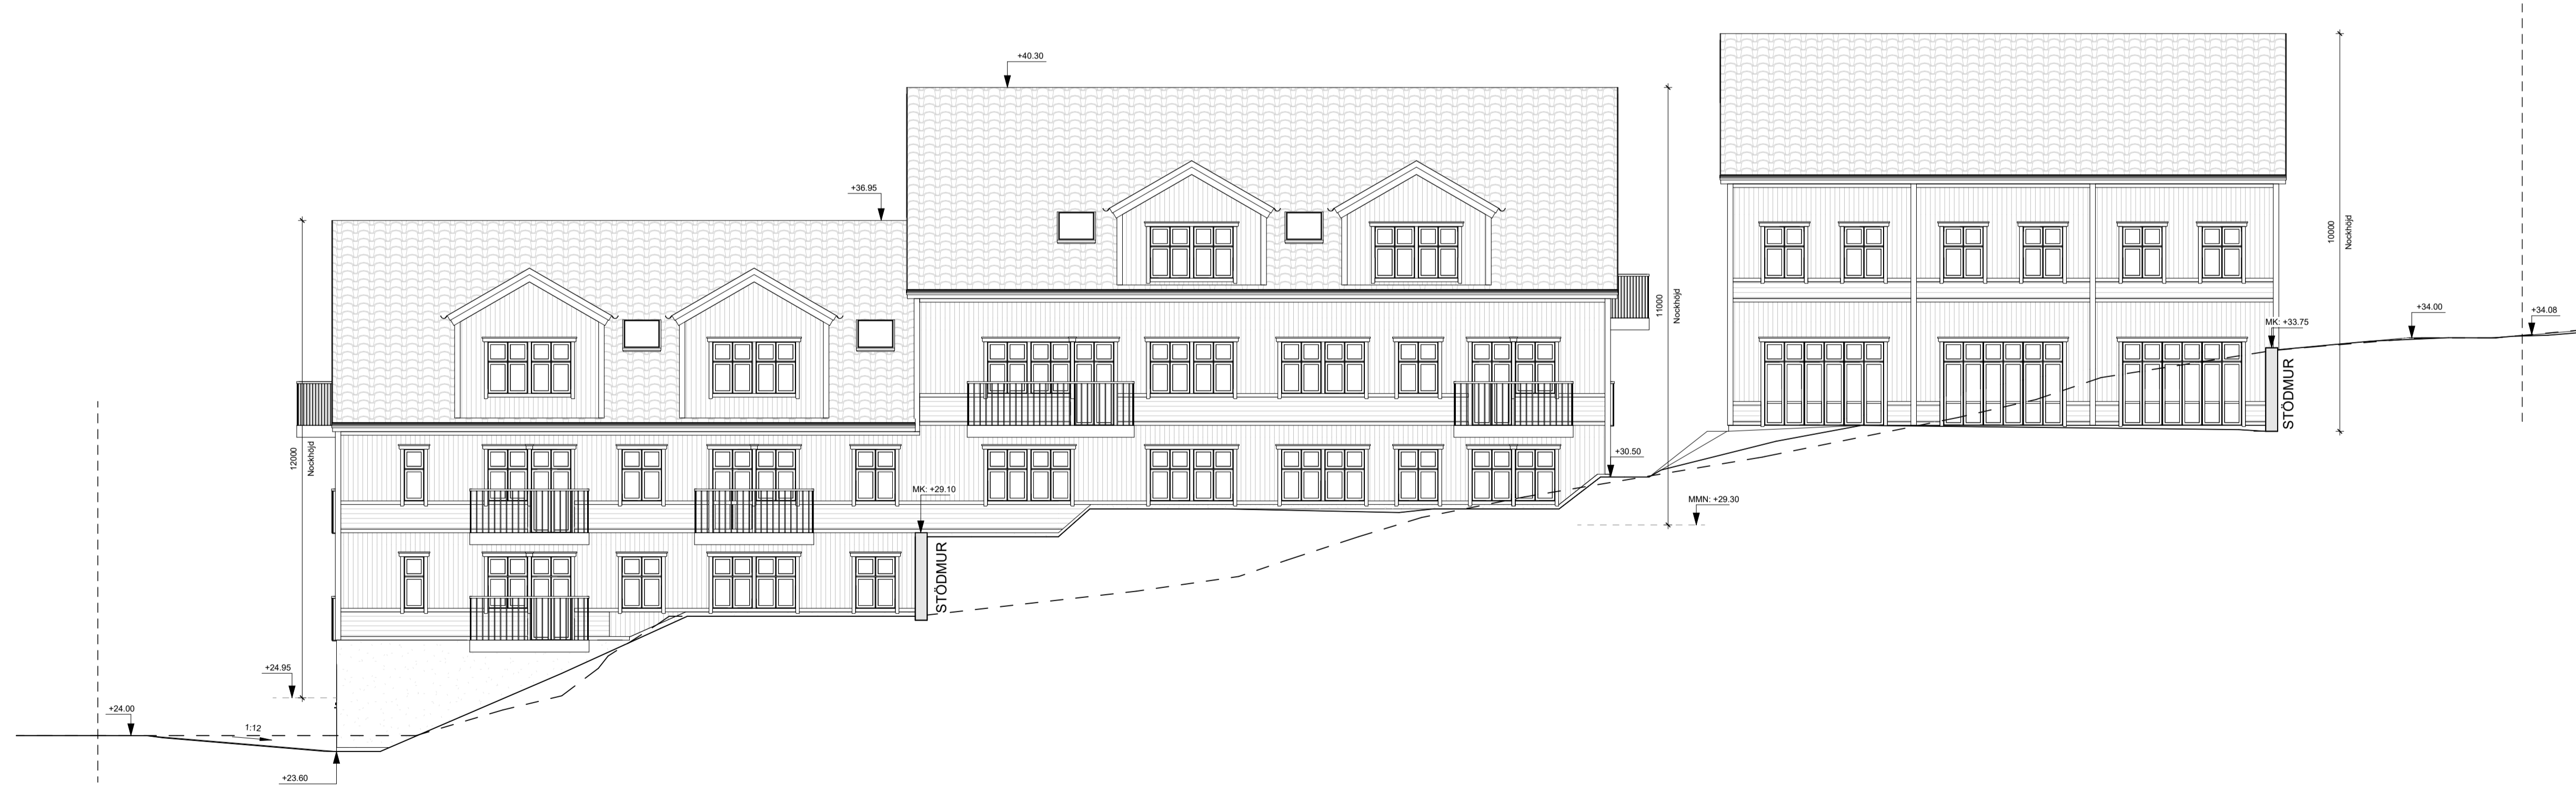 +40.30
+36.95
12000
Nockhöjd
11000
Nockhöjd
10000
Nockhöjd
+34.00
+34.08
MK: +33.75
STÖDMUR
+30.50
MK: +29.10
MMN: +29.30
STÖDMUR
+24.95
+24.00
1:12
+23.60